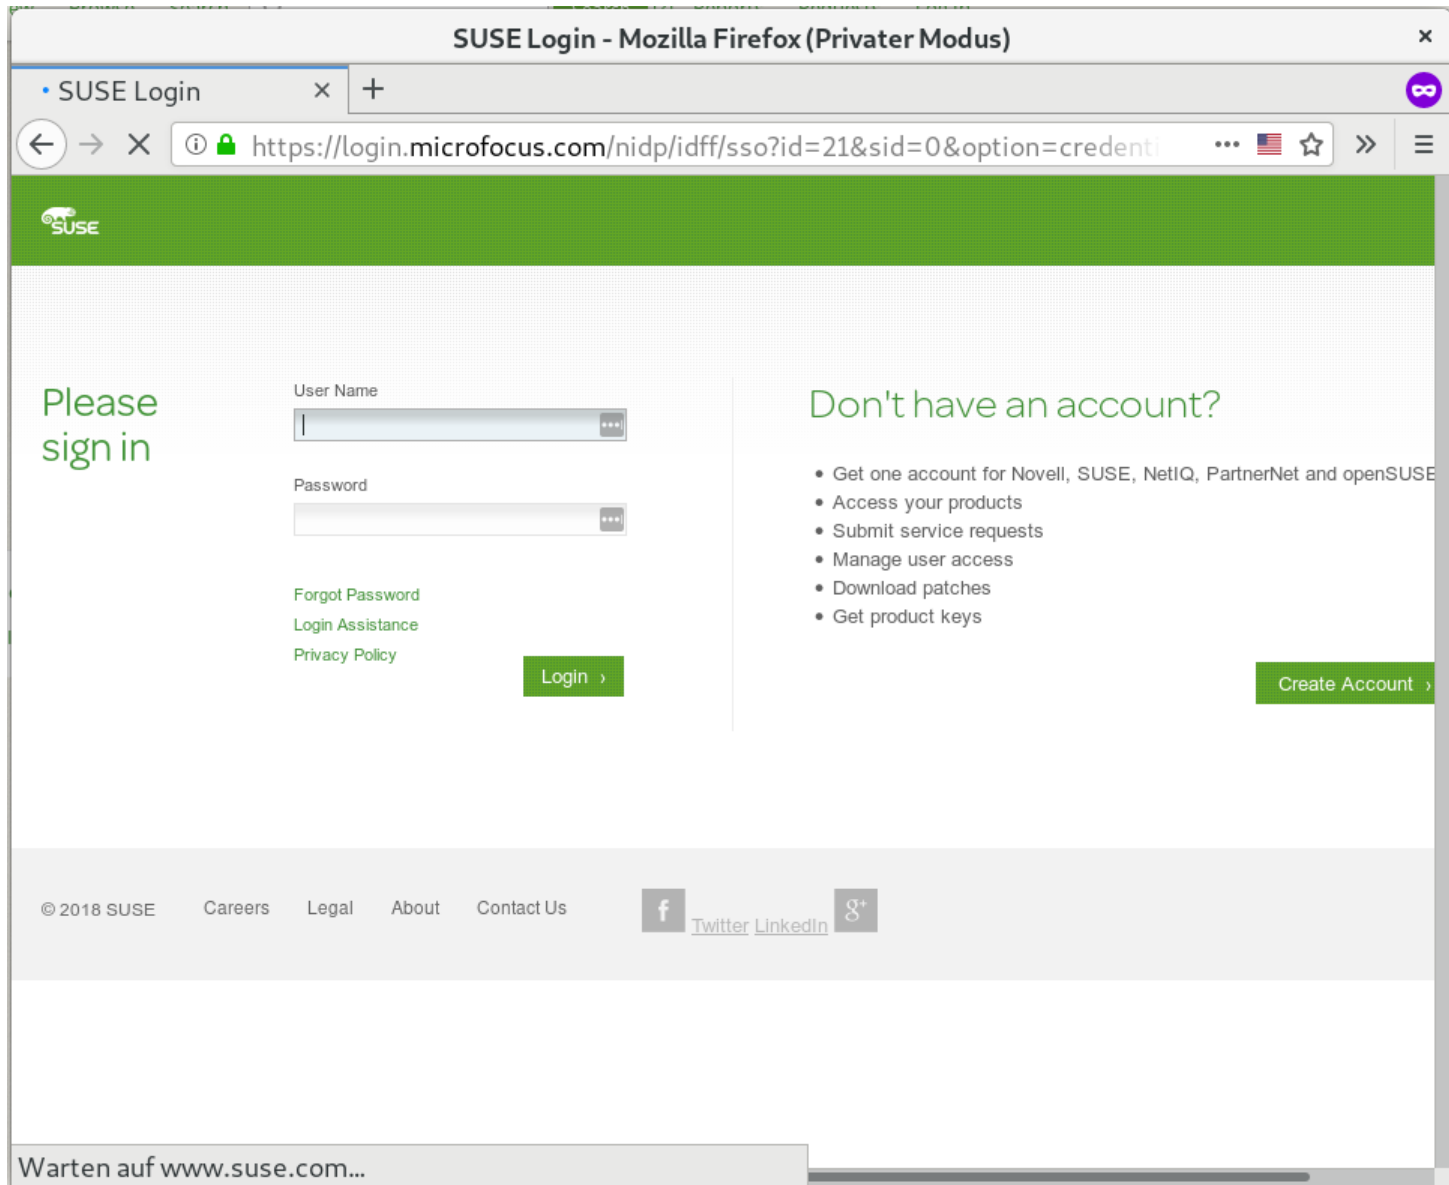 SUSE Login - Mozilla Firefox (Privater Modus)
SUSE Login
https://login.microfocus.com/nidp/idff/sso?id=21&sid=0&option=credenti
SUSE
Please
sign in
User Name
Password
Forgot Password
Login Assistance
Privacy Policy
Login ›
Don't have an account?
• Get one account for Novell, SUSE, NetIQ, PartnerNet and openSUSE
• Access your products
• Submit service requests
• Manage user access
• Download patches
• Get product keys
Create Account ›
© 2018 SUSE Careers Legal About Contact Us f Twitter LinkedIn g+
Warten auf www.suse.com...